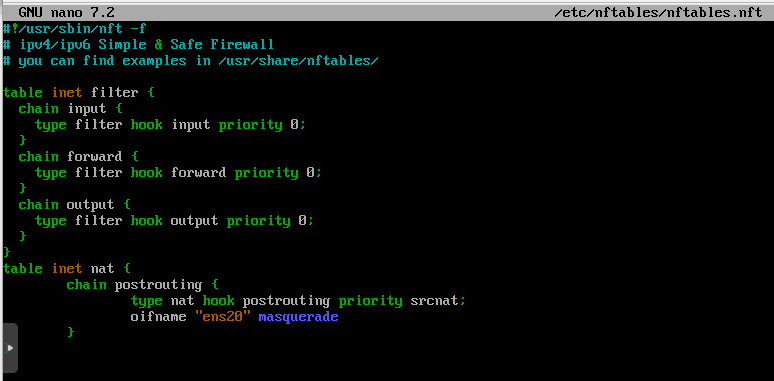 GNU nano 7.2 /etc/nftables/nftables.nft
#!/usr/sbin/nft -f
# ipv4/ipv6 Simple & Safe Firewall
# you can find examples in /usr/share/nftables/
table inet filter {
  chain input {
    type filter hook input priority 0;
  }
  chain forward {
    type filter hook forward priority 0;
  }
  chain output {
    type filter hook output priority 0;
  }
}
table inet nat {
        chain postrouting {
                type nat hook postrouting priority srcnat;
                oifname "ens20" masquerade
        }